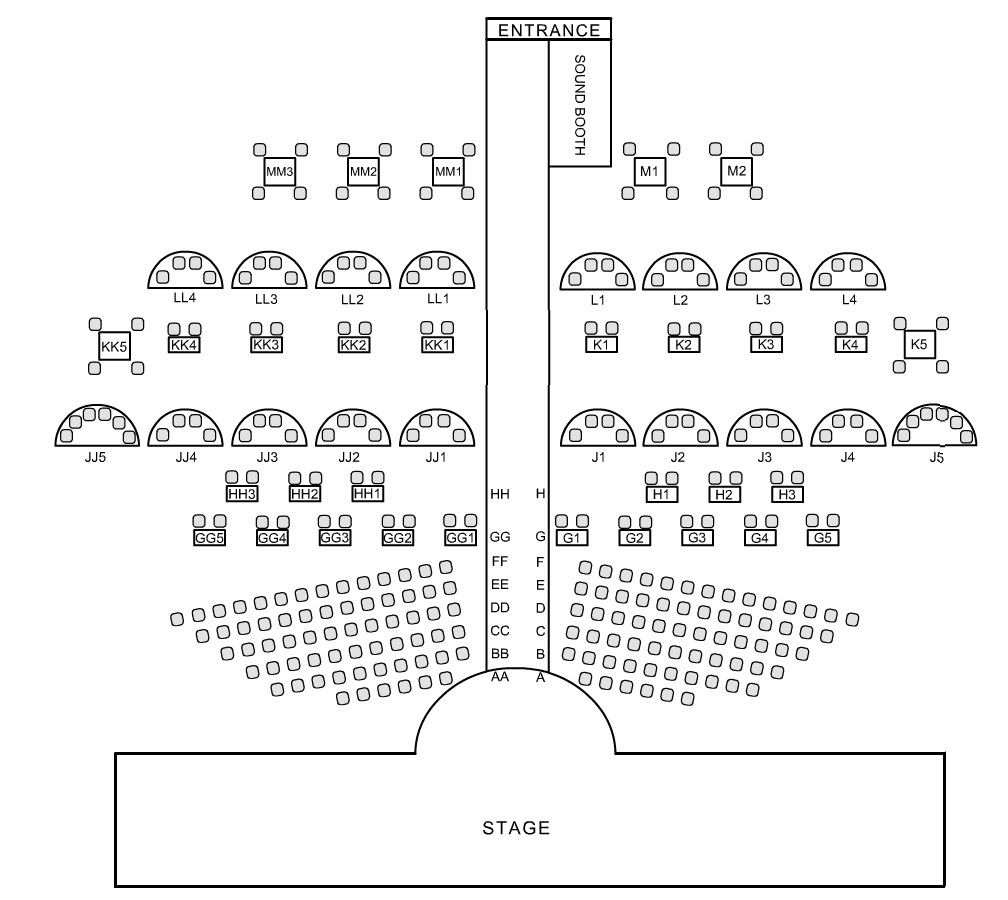 ENTRANCE
SOUND BOOTH
MM3 MM2 MM1 M1 M2
LL4 LL3 LL2 LL1 L1 L2 L3 L4
KK5 KK4 KK3 KK2 KK1 K1 K2 K3 K4 K5
JJ5 JJ4 JJ3 JJ2 JJ1 J1 J2 J3 J4 J5
HH3 HH2 HH1 HH H H1 H2 H3
GG5 GG4 GG3 GG2 GG1 GG G G1 G2 G3 G4 G5
FF F
EE E
DD D
CC C
BB B
AA A
STAGE